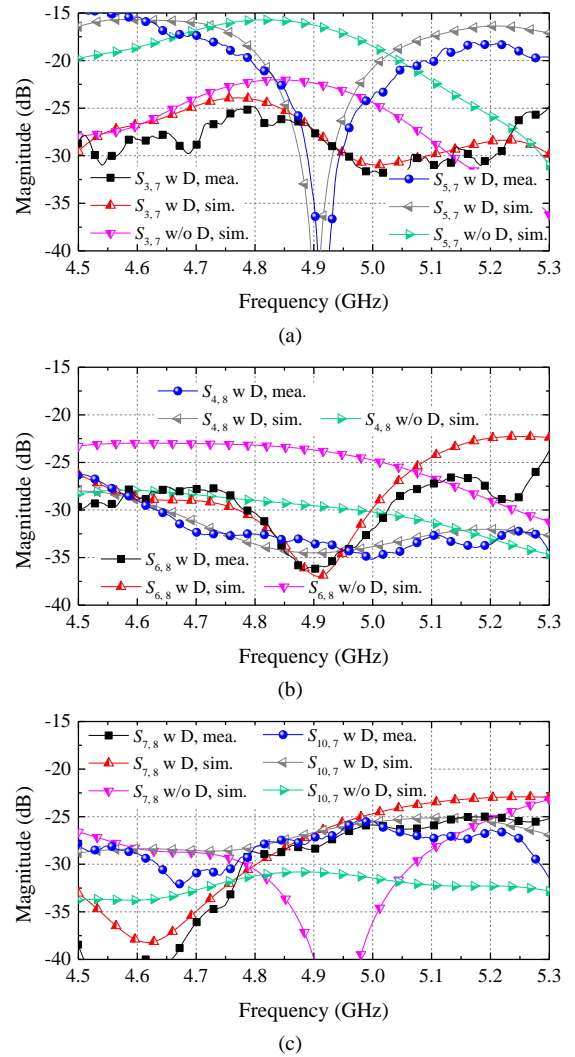 -15
-20
-25
-30
-35
-40
Magnitude (dB)
S3, 7 w D, mea.
S3, 7 w D, sim.
S3, 7 w/o D, sim.
S5, 7 w D, mea.
S5, 7 w D, sim.
S5, 7 w/o D, sim.
4.5 4.6 4.7 4.8 4.9 5.0 5.1 5.2 5.3
Frequency (GHz)
(a)
-15
-20
-25
-30
-35
-40
Magnitude (dB)
S4, 8 w D, mea.
S4, 8 w D, sim.
S4, 8 w/o D, sim.
S6, 8 w D, mea.
S6, 8 w D, sim.
S6, 8 w/o D, sim.
4.5 4.6 4.7 4.8 4.9 5.0 5.1 5.2 5.3
Frequency (GHz)
(b)
-15
-20
-25
-30
-35
-40
Magnitude (dB)
S7, 8 w D, mea.
S7, 8 w D, sim.
S7, 8 w/o D, sim.
S10, 7 w D, mea.
S10, 7 w D, sim.
S10, 7 w/o D, sim.
4.5 4.6 4.7 4.8 4.9 5.0 5.1 5.2 5.3
Frequency (GHz)
(c)